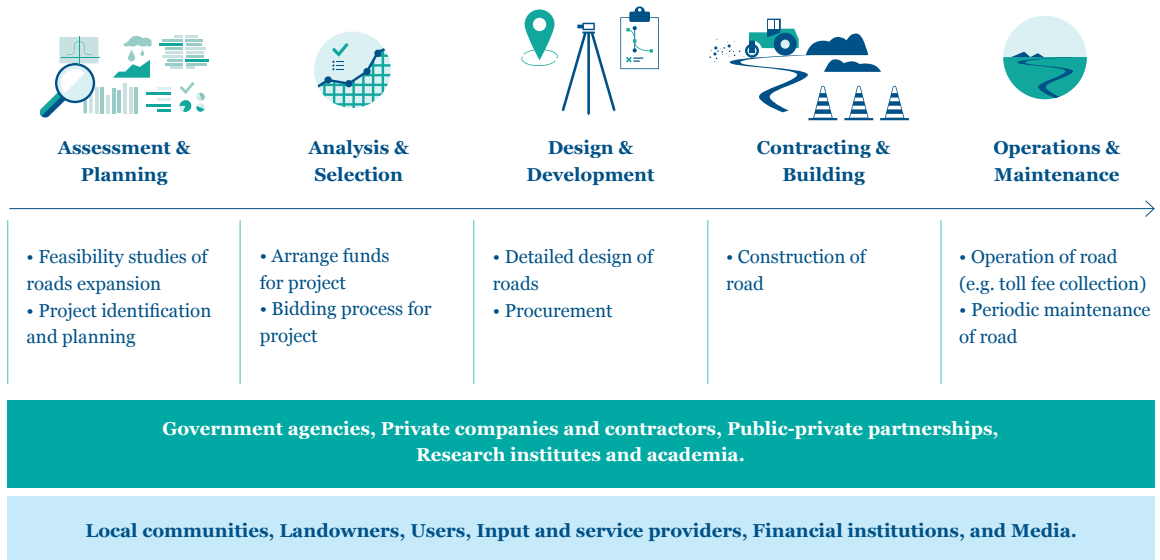 Assessment &
Planning
Analysis &
Selection
Design &
Development
Contracting &
Building
Operations &
Maintenance
• Feasibility studies of
roads expansion
• Project identification
and planning
• Arrange funds
for project
• Bidding process for
project
• Detailed design of
roads
• Procurement
• Construction of
road
• Operation of road
(e.g. toll fee collection)
• Periodic maintenance
of road
Government agencies, Private companies and contractors, Public-private partnerships,
Research institutes and academia.
Local communities, Landowners, Users, Input and service providers, Financial institutions, and Media.